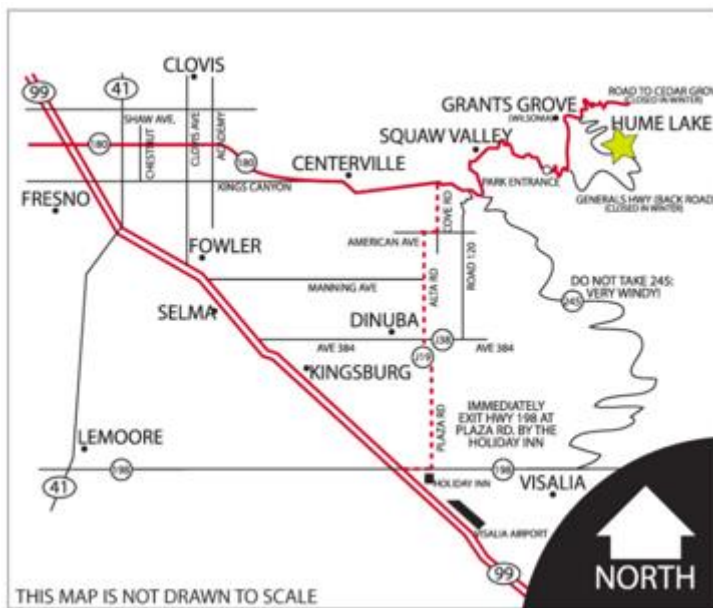 CLOVIS
99
41
SHAW AVE.
CHESTNUT
CLOVIS AVE.
ACADEMY
180
180
KINGS CANYON
FRESNO
CENTERVILLE
SQUAW VALLEY
GRANTS GROVE
(WILSONIA)
ROAD TO CEDAR GROV
(CLOSED IN WINTER)
HUME LAKE
PARK ENTRANCE
GENERALS HWY (BACK ROAD
(CLOSED IN WINTER)
COVE RD
AMERICAN AVE
ALTA RD
ROAD 120
FOWLER
MANNING AVE
SELMA
DO NOT TAKE 245:
VERY WINDY!
245
DINUBA
J38
AVE 384
AVE 384
J19
KINGSBURG
PLAZA RD
IMMEDIATELY
EXIT HWY 198 AT
PLAZA RD. BY THE
HOLIDAY INN
LEMOORE
198
198
41
HOLIDAY INN
VISALIA
VISALIA AIRPORT
99
NORTH
THIS MAP IS NOT DRAWN TO SCALE